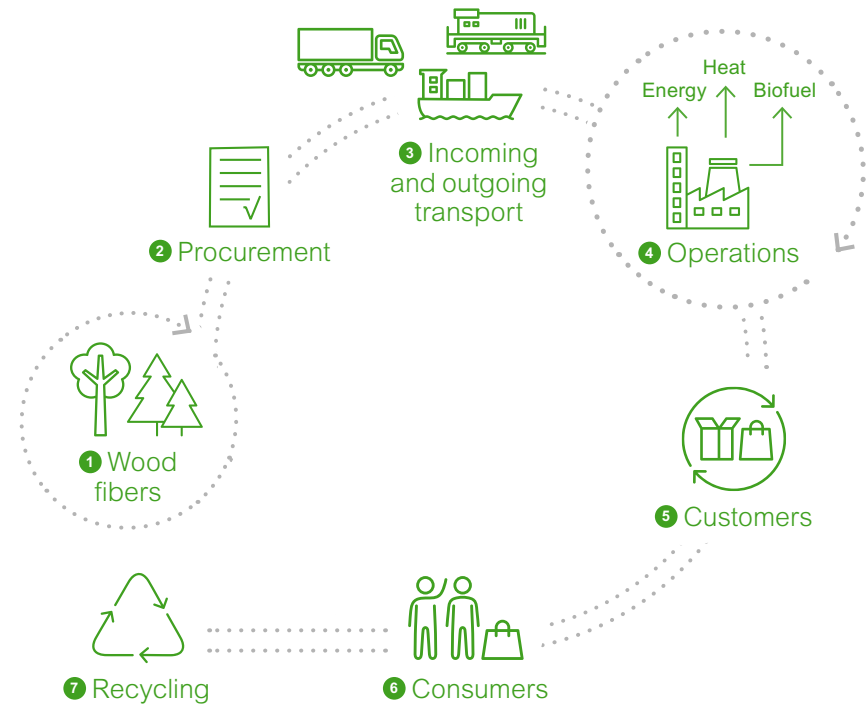 Heat
Energy
Biofuel
3 Incoming
and outgoing
transport
2 Procurement
4 Operations
1 Wood
fibers
5 Customers
7 Recycling
6 Consumers